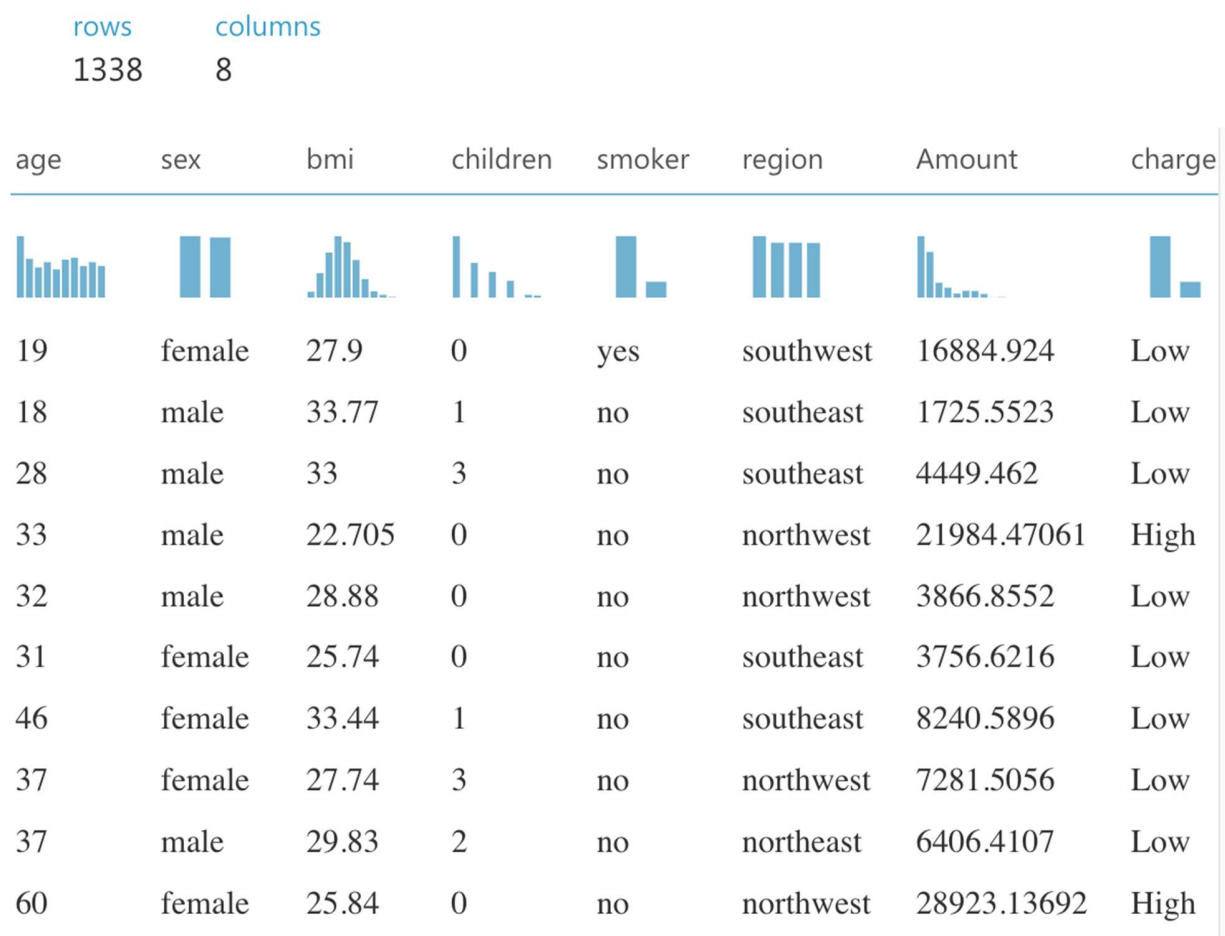 rows columns
1338 8
age sex bmi children smoker region Amount charge
19 female 27.9 0 yes southwest 16884.924 Low
18 male 33.77 1 no southeast 1725.5523 Low
28 male 33 3 no southeast 4449.462 Low
33 male 22.705 0 no northwest 21984.47061 High
32 male 28.88 0 no northwest 3866.8552 Low
31 female 25.74 0 no southeast 3756.6216 Low
46 female 33.44 1 no southeast 8240.5896 Low
37 female 27.74 3 no northwest 7281.5056 Low
37 male 29.83 2 no northeast 6406.4107 Low
60 female 25.84 0 no northwest 28923.13692 High